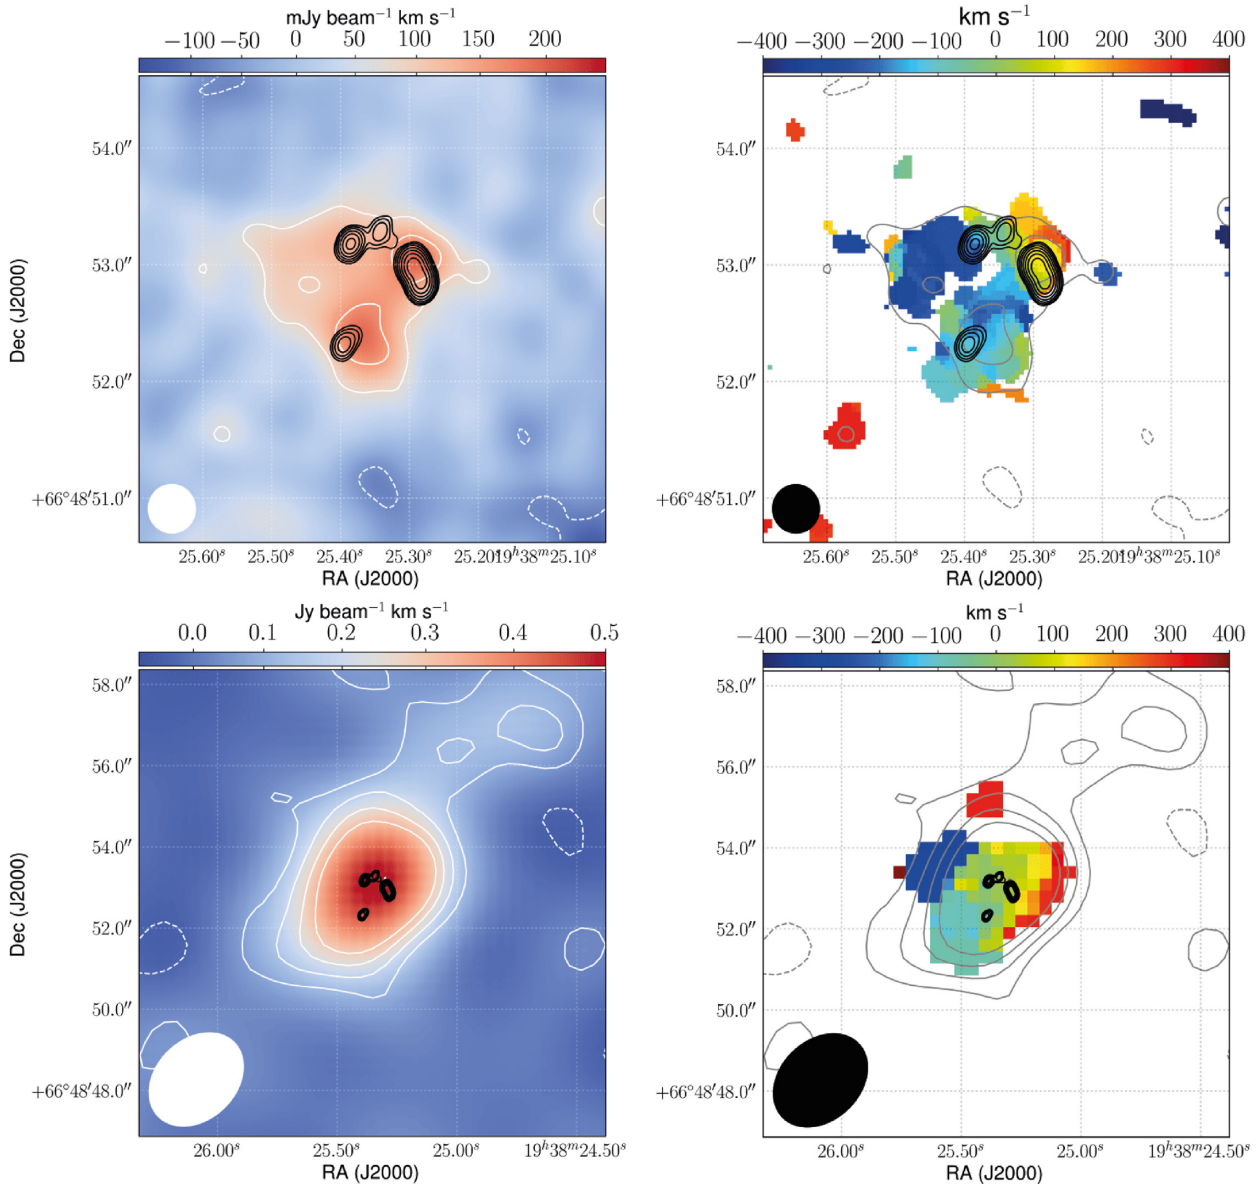 mJy beam⁻¹ km s⁻¹
−100 −50 0 50 100 150 200
54.0″
53.0″
52.0″
+66°48′51.0″
Dec (J2000)
25.60ˢ 25.50ˢ 25.40ˢ 25.30ˢ 25.20ˢ 19ʰ38ᵐ25.10ˢ
RA (J2000)
km s⁻¹
−400 −300 −200 −100 0 100 200 300 400
54.0″
53.0″
52.0″
+66°48′51.0″
25.60ˢ 25.50ˢ 25.40ˢ 25.30ˢ 25.20ˢ 19ʰ38ᵐ25.10ˢ
RA (J2000)
Jy beam⁻¹ km s⁻¹
0.0 0.1 0.2 0.3 0.4 0.5
58.0″
56.0″
54.0″
52.0″
50.0″
+66°48′48.0″
Dec (J2000)
26.00ˢ 25.50ˢ 25.00ˢ 19ʰ38ᵐ24.50ˢ
RA (J2000)
km s⁻¹
−400 −300 −200 −100 0 100 200 300 400
58.0″
56.0″
54.0″
52.0″
50.0″
+66°48′48.0″
26.00ˢ 25.50ˢ 25.00ˢ 19ʰ38ᵐ24.50ˢ
RA (J2000)